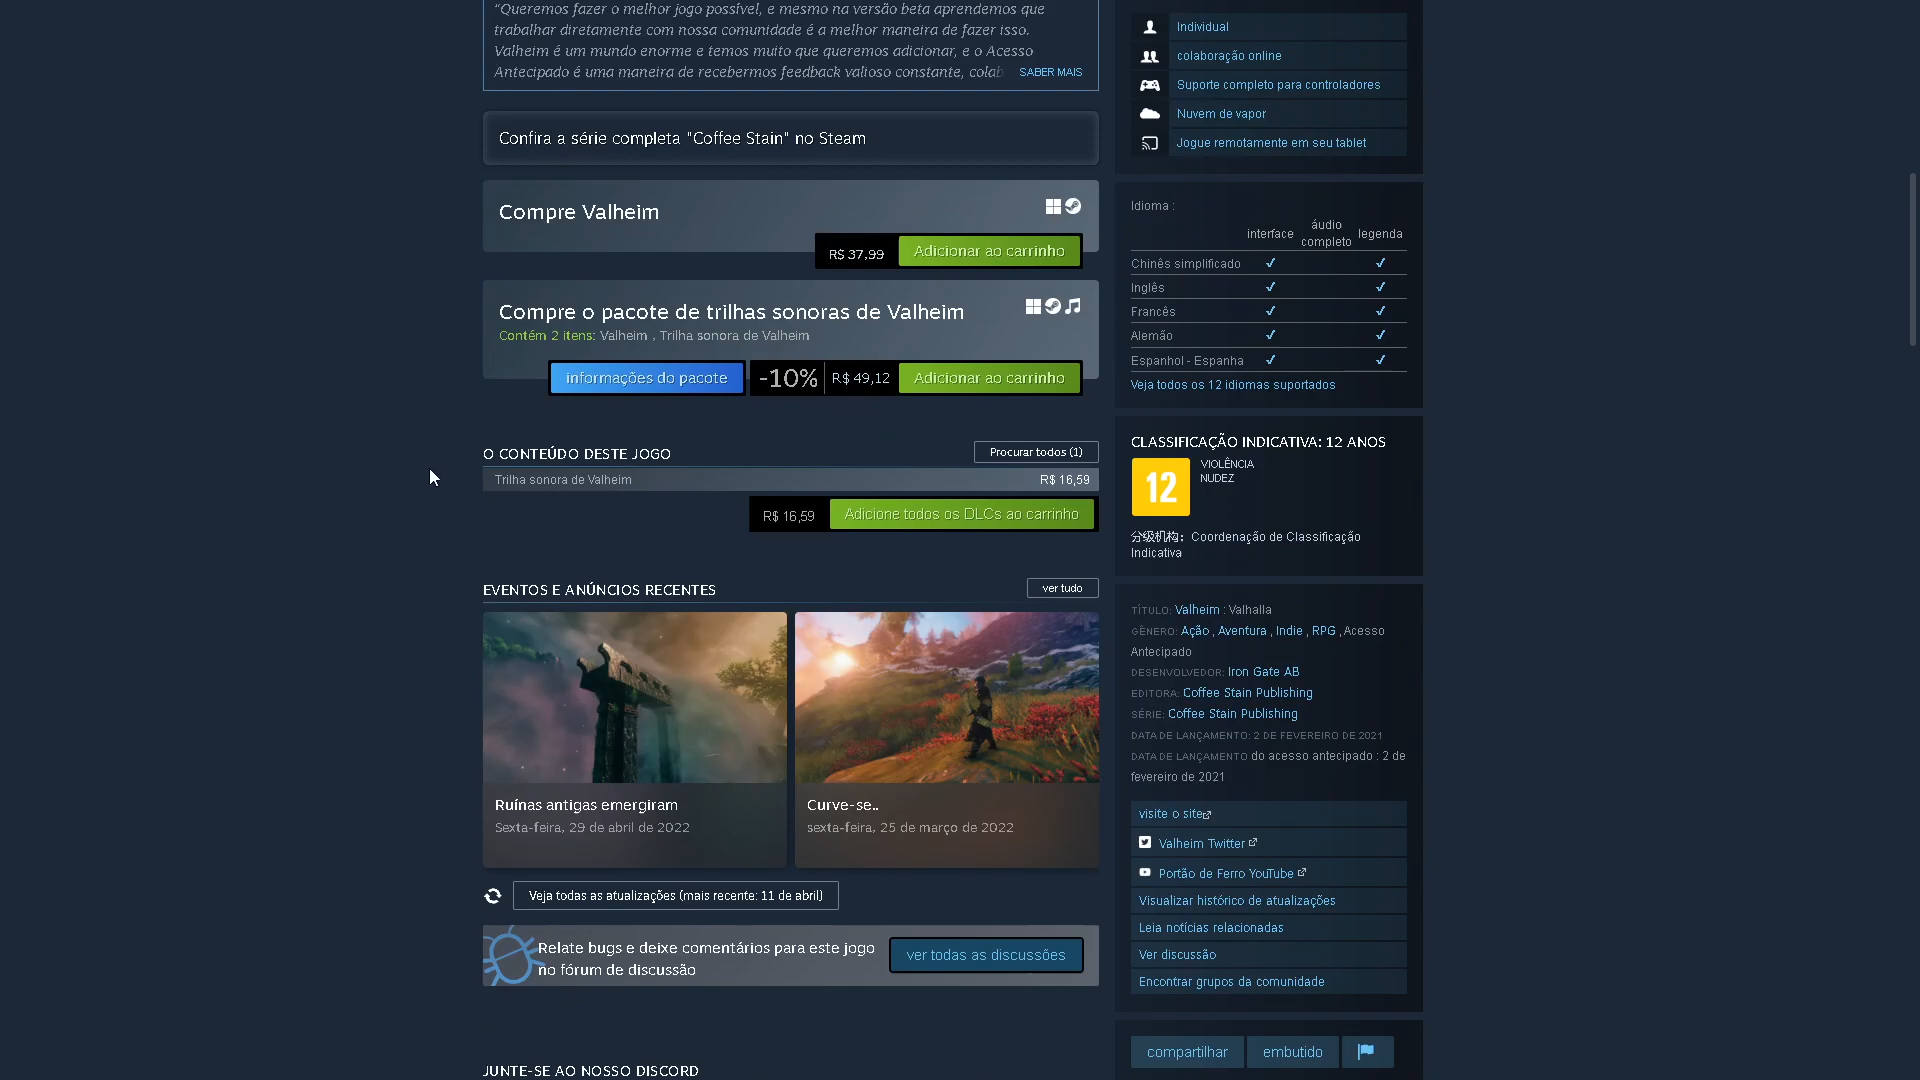 "Queremos fazer o melhor jogo possível, e mesmo na versão beta aprendemos que
trabalhar diretamente com nossa comunidade é a melhor maneira de fazer isso.
Valheim é um mundo enorme e temos muito que queremos adicionar, e o Acesso
Antecipado é uma maneira de recebermos feedback valioso constante, colab
SABER MAIS
Confira a série completa "Coffee Stain" no Steam
Compre Valheim
R$ 37,99
Adicionar ao carrinho
Compre o pacote de trilhas sonoras de Valheim
Contém 2 itens: Valheim , Trilha sonora de Valheim
informações do pacote
-10%
R$ 49,12
Adicionar ao carrinho
O CONTEÚDO DESTE JOGO
Procurar todos (1)
Trilha sonora de Valheim
R$ 16,59
R$ 16,59
Adicione todos os DLCs ao carrinho
EVENTOS E ANÚNCIOS RECENTES
ver tudo
Ruínas antigas emergiram
Sexta-feira, 29 de abril de 2022
Curve-se..
sexta-feira, 25 de março de 2022
Veja todas as atualizações (mais recente: 11 de abril)
Relate bugs e deixe comentários para este jogo
no fórum de discussão
ver todas as discussões
JUNTE-SE AO NOSSO DISCORD
Individual
colaboração online
Suporte completo para controladores
Nuvem de vapor
Jogue remotamente em seu tablet
Idioma :
interface
áudio
completo
legenda
Chinês simplificado ✔ ✔
Inglês ✔ ✔
Francês ✔ ✔
Alemão ✔ ✔
Espanhol - Espanha ✔ ✔
Veja todos os 12 idiomas suportados
CLASSIFICAÇÃO INDICATIVA: 12 ANOS
12
VIOLÊNCIA
NUDEZ
分级机构：Coordenação de Classificação
Indicativa
TÍTULO: Valheim : Valhalla
GÊNERO: Ação , Aventura , Indie , RPG , Acesso
Antecipado
DESENVOLVEDOR: Iron Gate AB
EDITORA: Coffee Stain Publishing
SÉRIE: Coffee Stain Publishing
DATA DE LANÇAMENTO: 2 DE FEVEREIRO DE 2021
DATA DE LANÇAMENTO do acesso antecipado : 2 de
fevereiro de 2021
visite o site
Valheim Twitter
Portão de Ferro YouTube
Visualizar histórico de atualizações
Leia notícias relacionadas
Ver discussão
Encontrar grupos da comunidade
compartilhar
embutido